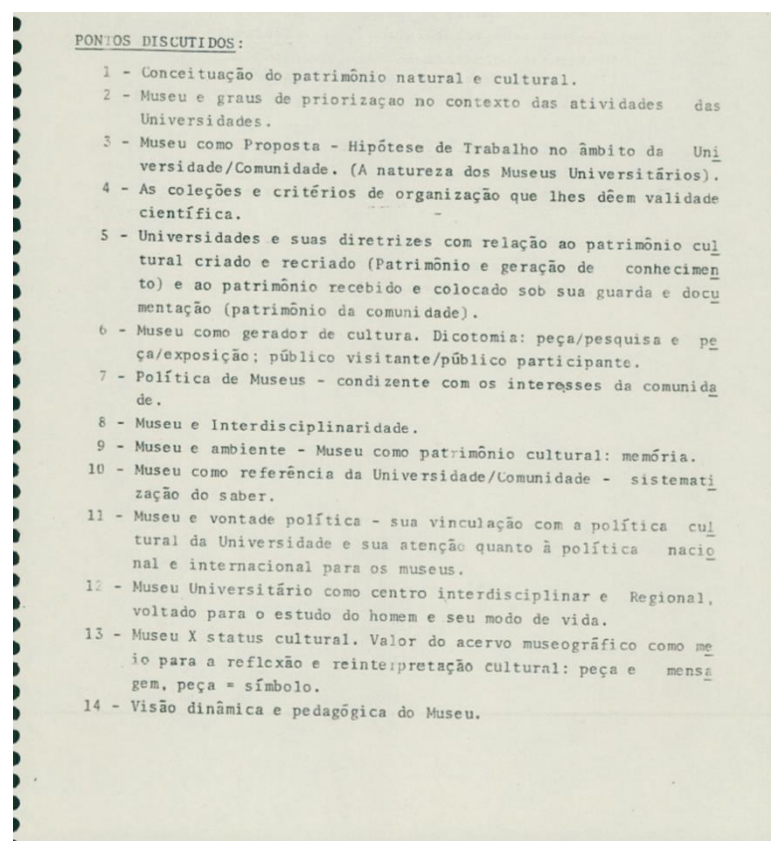 PONTOS DISCUTIDOS:
1 - Conceituação do patrimônio natural e cultural.
2 - Museu e graus de priorizaçao no contexto das atividades das
Universidades.
3 - Museu como Proposta - Hipótese de Trabalho no âmbito da Uni
versidade/Comunidade. (A natureza dos Museus Universitários).
4 - As coleções e critérios de organização que lhes dêem validade
científica.
5 - Universidades e suas diretrizes com relação ao patrimônio cul
tural criado e recriado (Patrimônio e geração de conhecimen
to) e ao patrimônio recebido e colocado sob sua guarda e docu
mentação (patrimônio da comunidade).
6 - Museu como gerador de cultura. Dicotomia: peça/pesquisa e pe
ça/exposição; público visitante/público participante.
7 - Política de Museus - condizente com os interesses da comunida
de.
8 - Museu e Interdisciplinaridade.
9 - Museu e ambiente - Museu como patrimônio cultural: memória.
10 - Museu como referência da Universidade/Comunidade - sistemati
zação do saber.
11 - Museu e vontade política - sua vinculação com a política cul
tural da Universidade e sua atenção quanto à política nacio
nal e internacional para os museus.
12 - Museu Universitário como centro interdisciplinar e Regional,
voltado para o estudo do homem e seu modo de vida.
13 - Museu X status cultural. Valor do acervo museográfico como me
io para a reflexão e reinterpretação cultural: peça e mensa
gem, peça = símbolo.
14 - Visão dinâmica e pedagógica do Museu.